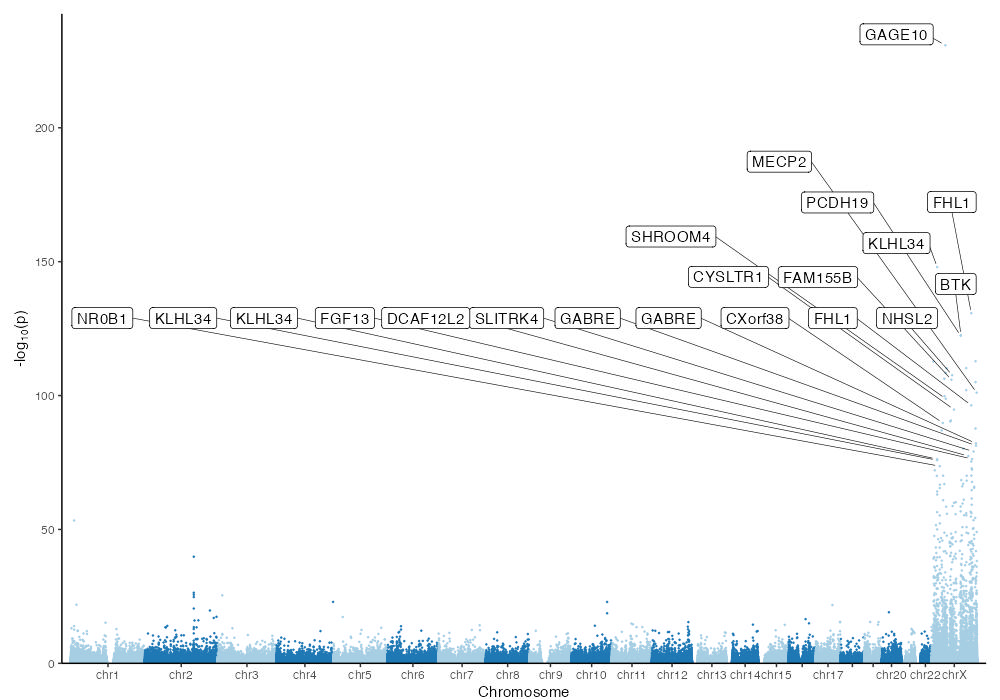 GAGE10
200
MECP2
PCDH19
FHL1
SHROOM4
KLHL34
150
CYSLTR1
FAM155B
BTK
NR0B1
KLHL34
KLHL34
FGF13
DCAF12L2
SLITRK4
GABRE
GABRE
CXorf38
FHL1
NHSL2
-log10(p)
100
50
0
chr1
chr2
chr3
chr4
chr5
chr6
chr7
chr8
chr9
chr10
chr11
chr12
chr13
chr14
chr15
chr17
chr20
chr22
chrX
Chromosome